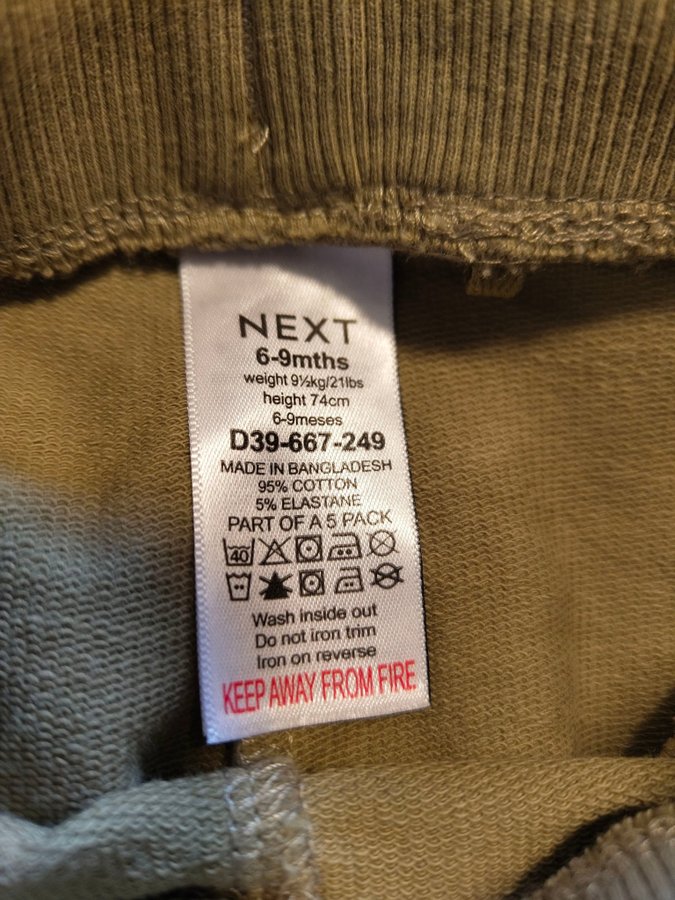 NEXT
6-9mths
weight 9½kg/21lbs
height 74cm
6-9meses
D39-667-249
MADE IN BANGLADESH
95% COTTON
5% ELASTANE
PART OF A 5 PACK
40
Wash inside out
Do not iron trim
Iron on reverse
KEEP AWAY FROM FIRE